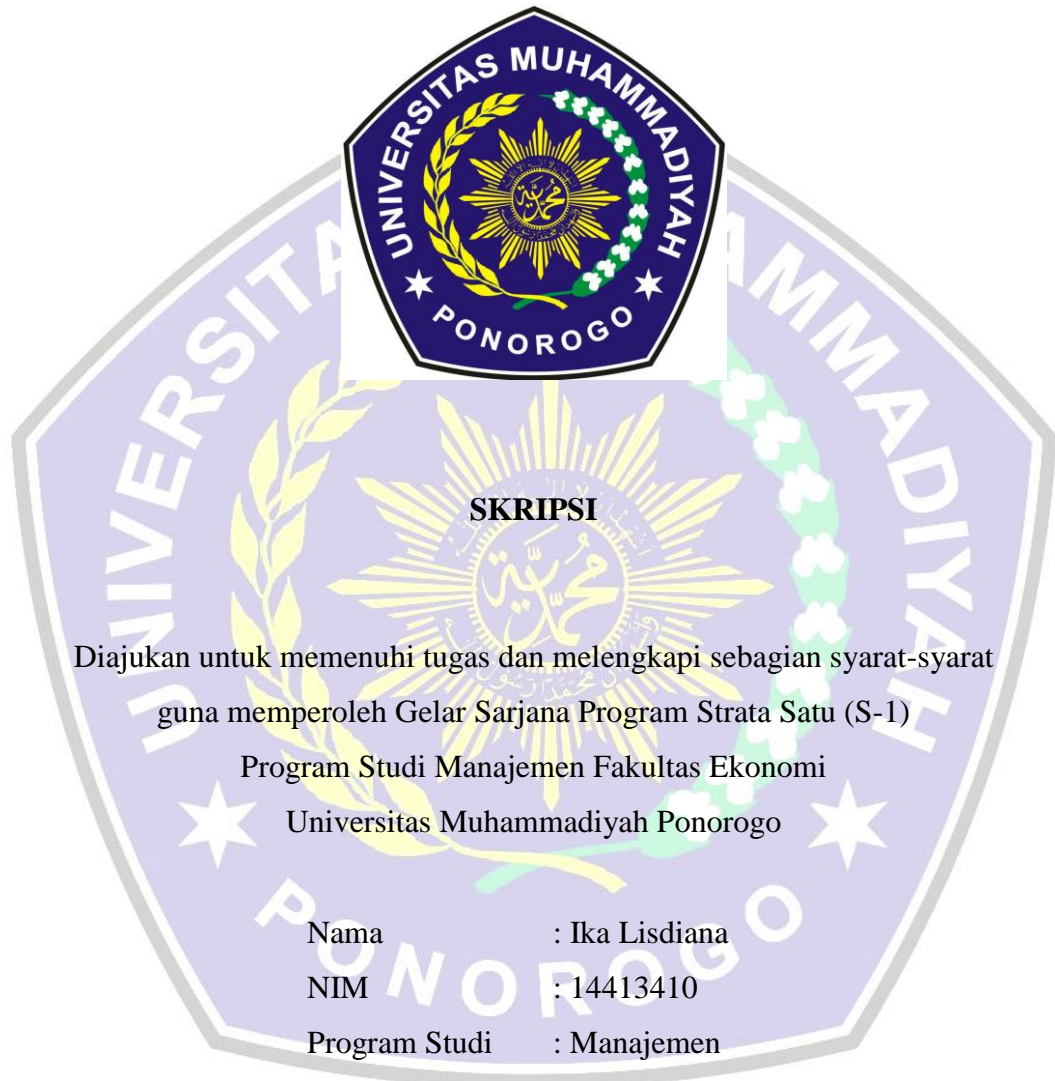 UNIVERSITAS MUHAMMADIYAH
PONOROGO
SKRIPSI
Diajukan untuk memenuhi tugas dan melengkapi sebagian syarat-syarat
guna memperoleh Gelar Sarjana Program Strata Satu (S-1)
Program Studi Manajemen Fakultas Ekonomi
Universitas Muhammadiyah Ponorogo
Nama : Ika Lisdiana
NIM : 14413410
Program Studi : Manajemen